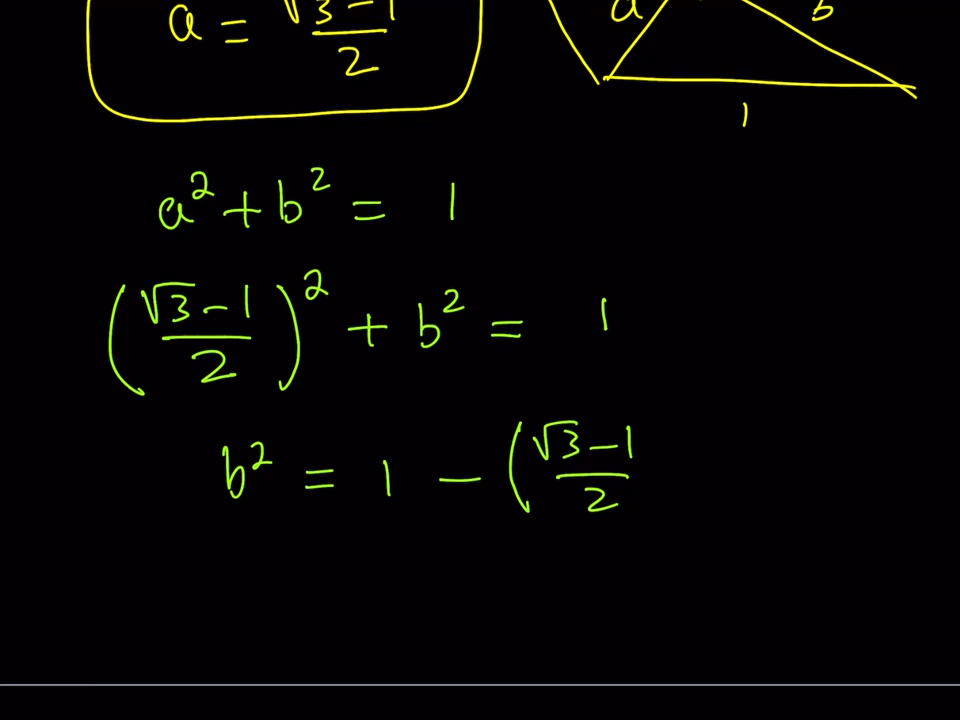 a = (√3 − 1)/2
a b
1
a² + b² = 1
((√3 − 1)/2)² + b² = 1
b² = 1 − ((√3 − 1)/2